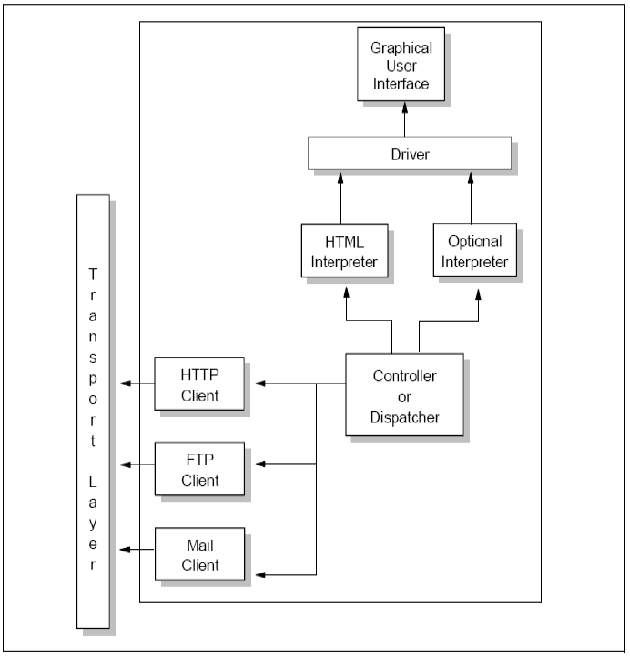 Graphical
User
Interface
Driver
HTML
Interpreter
Optional
Interpreter
Transport Layer
HTTP
Client
Controller
or
Dispatcher
FTP
Client
Mail
Client